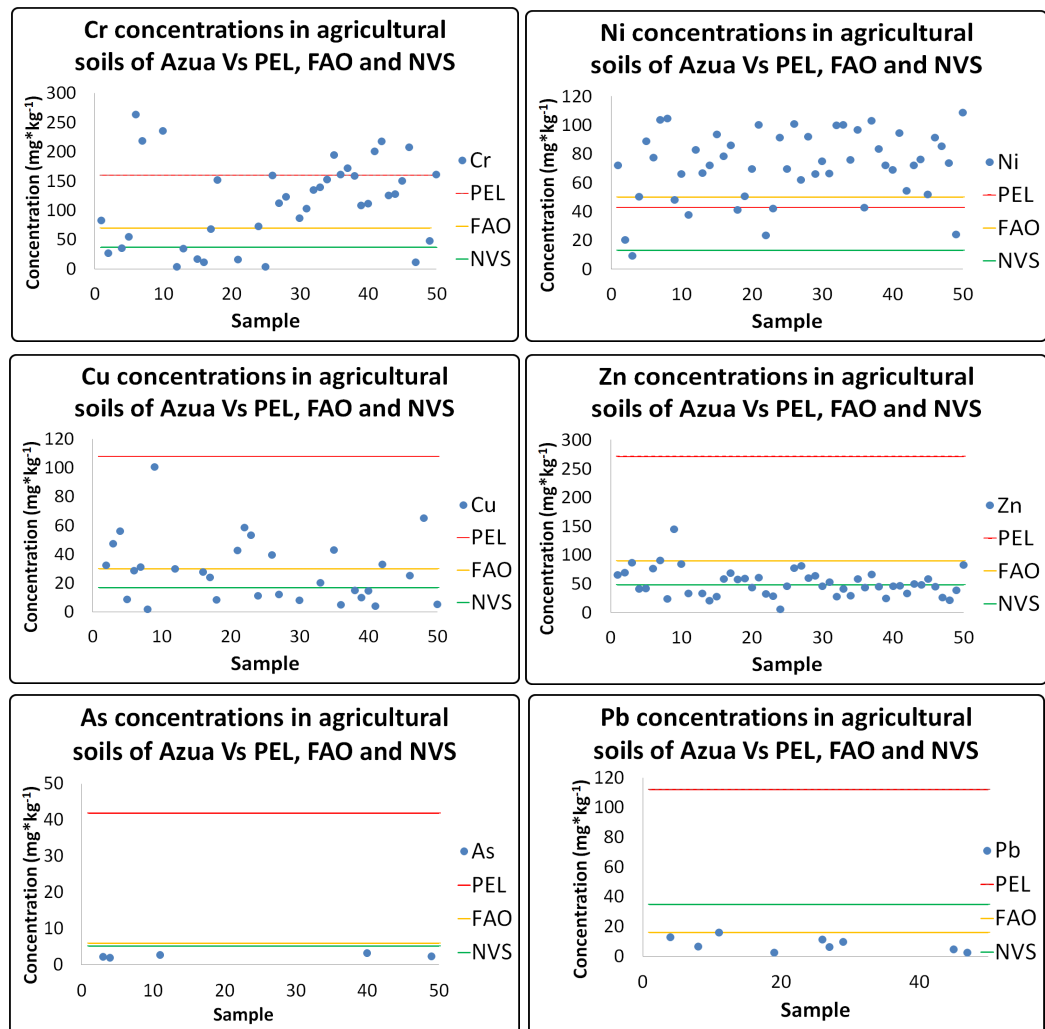 Cr concentrations in agricultural
soils of Azua Vs PEL, FAO and NVS
Concentration (mg*kg-1)
300
250
200
150
100
50
0
0 10 20 30 40 50
Sample
Cr
PEL
FAO
NVS
Ni concentrations in agricultural
soils of Azua Vs PEL, FAO and NVS
Concentration (mg*kg-1)
120
100
80
60
40
20
0
0 10 20 30 40 50
Sample
Ni
PEL
FAO
NVS
Cu concentrations in agricultural
soils of Azua Vs PEL, FAO and NVS
Concentration (mg*kg-1)
120
100
80
60
40
20
0
0 10 20 30 40 50
Sample
Cu
PEL
FAO
NVS
Zn concentrations in agricultural
soils of Azua Vs PEL, FAO and NVS
Concentration (mg*kg-1)
300
250
200
150
100
50
0
0 10 20 30 40 50
Sample
Zn
PEL
FAO
NVS
As concentrations in agricultural
soils of Azua Vs PEL, FAO and NVS
Concentration (mg*kg-1)
50
40
30
20
10
0
0 10 20 30 40 50
Sample
As
PEL
FAO
NVS
Pb concentrations in agricultural
soils of Azua Vs PEL, FAO and NVS
Concentration (mg*kg-1)
120
100
80
60
40
20
0
0 20 40
Sample
Pb
PEL
FAO
NVS